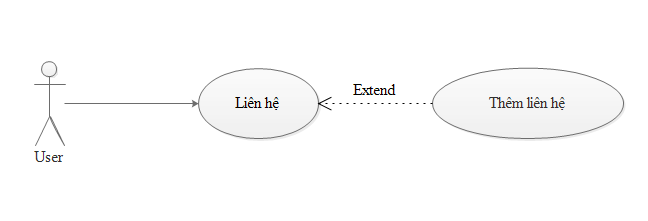 Extend
Liên hệ
Thêm liên hệ
User